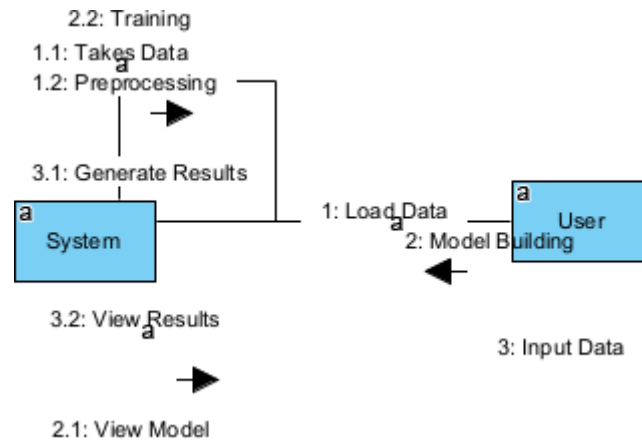 2.2: Training
1.1: Takes Data
a
1.2: Preprocessing
3.1: Generate Results
a
System
1: Load Data
a
2: Model Building
a
User
3.2: View Results
a
3: Input Data
2.1: View Model